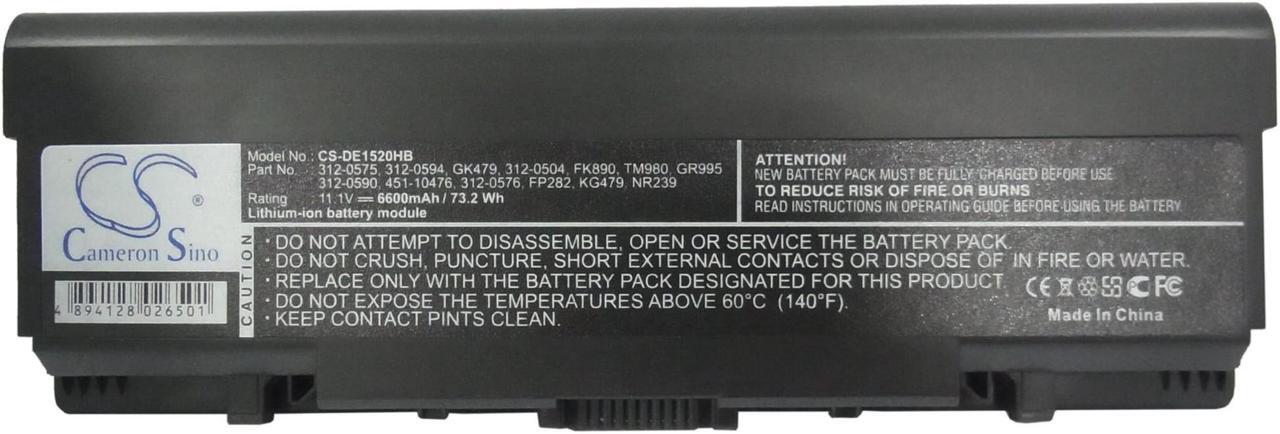 CS®
Cameron Sino
4 894128 026501
Model No.: CS-DE1520HB
Part No. : 312-0575, 312-0594, GK479, 312-0504, FK890, TM980, GR995
312-0590, 451-10476, 312-0576, FP282, KG479, NR239
Rating : 11.1V⎓ 6600mAh / 73.2 Wh
Lithium-ion battery module
ATTENTION!
NEW BATTERY PACK MUST BE FULLY CHARGED BEFORE USE
TO REDUCE RISK OF FIRE OR NURNS
READ INSTRUCTIONS IN OPERATING GUIDE BEFORE USING THE BATTERY.
CAUTION
• DO NOT ATTEMPT TO DISASSEMBLE, OPEN OR SERVICE THE BATTERY PACK.
• DO NOT CRUSH, PUNCTURE, SHORT EXTERNAL CONTACTS OR DISPOSE OF IN FIRE OR WATER.
• REPLACE ONLY WITH THE BATTERY PACK DESIGNATED FOR THIS PRODUCT
• DO NOT EXPOSE THE TEMPERATURES ABOVE 60°C (140°F).
• KEEP CONTACT PINTS CLEAN.
CE FC
Made In China